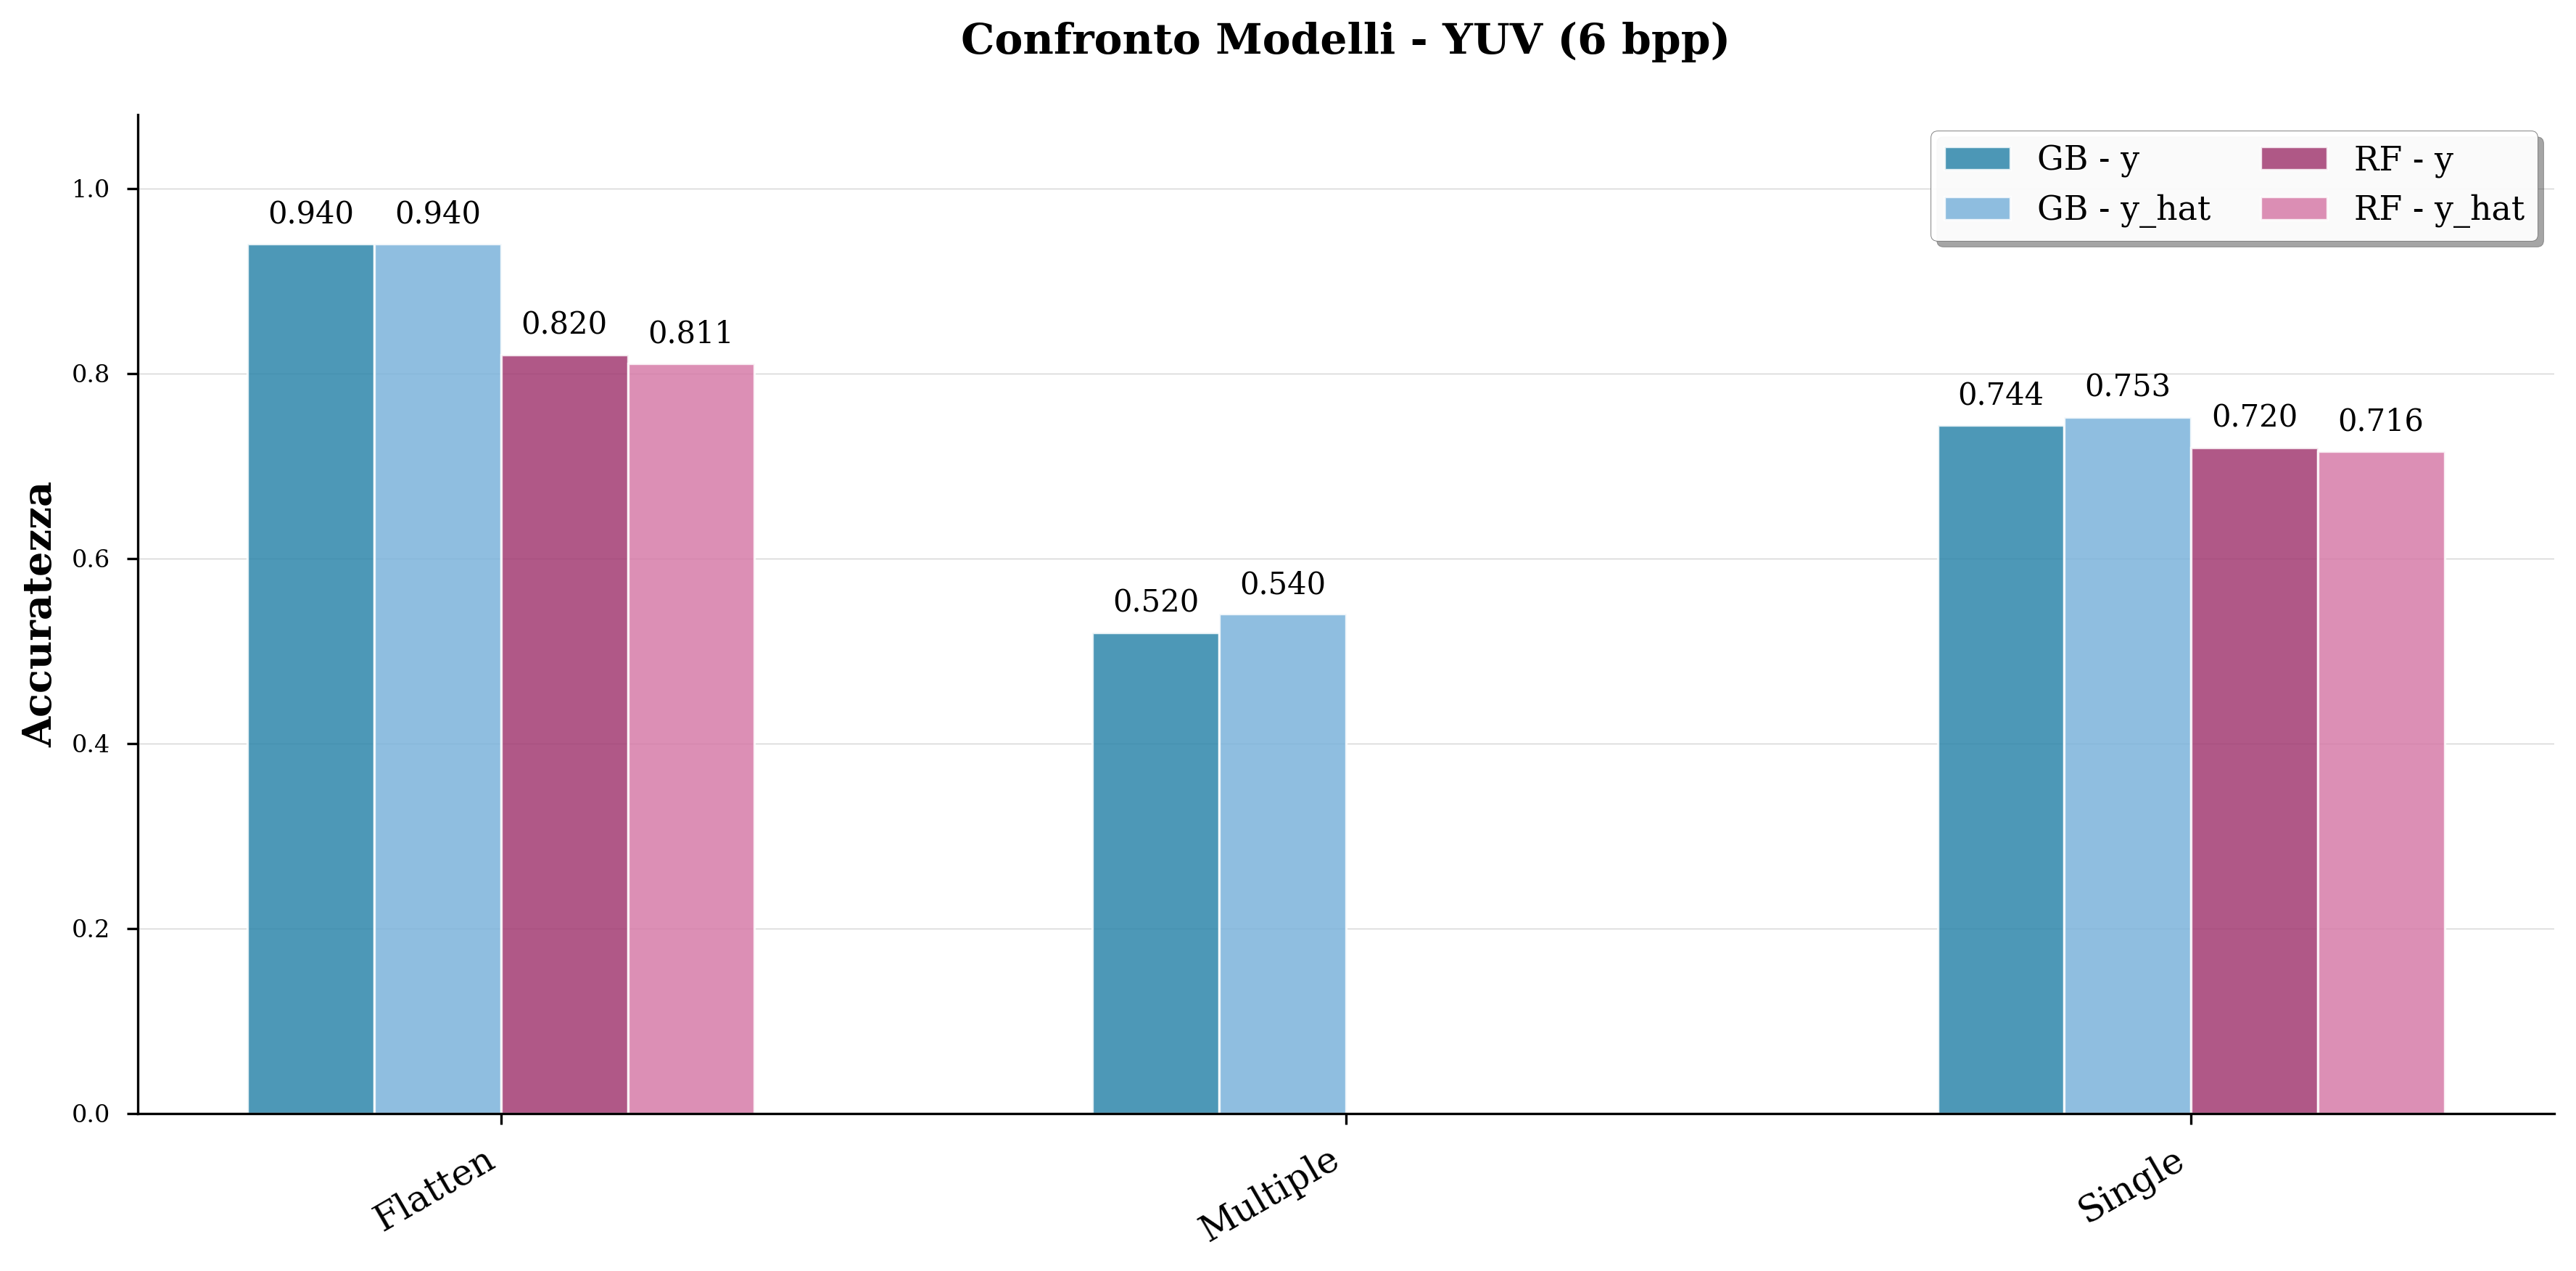 Confronto Modelli - YUV (6 bpp)
GB - y
GB - y_hat
RF - y
RF - y_hat
Accuratezza
1.0
0.8
0.6
0.4
0.2
0.0
0.940
0.940
0.820
0.811
0.520
0.540
0.744
0.753
0.720
0.716
Flatten
Multiple
Single